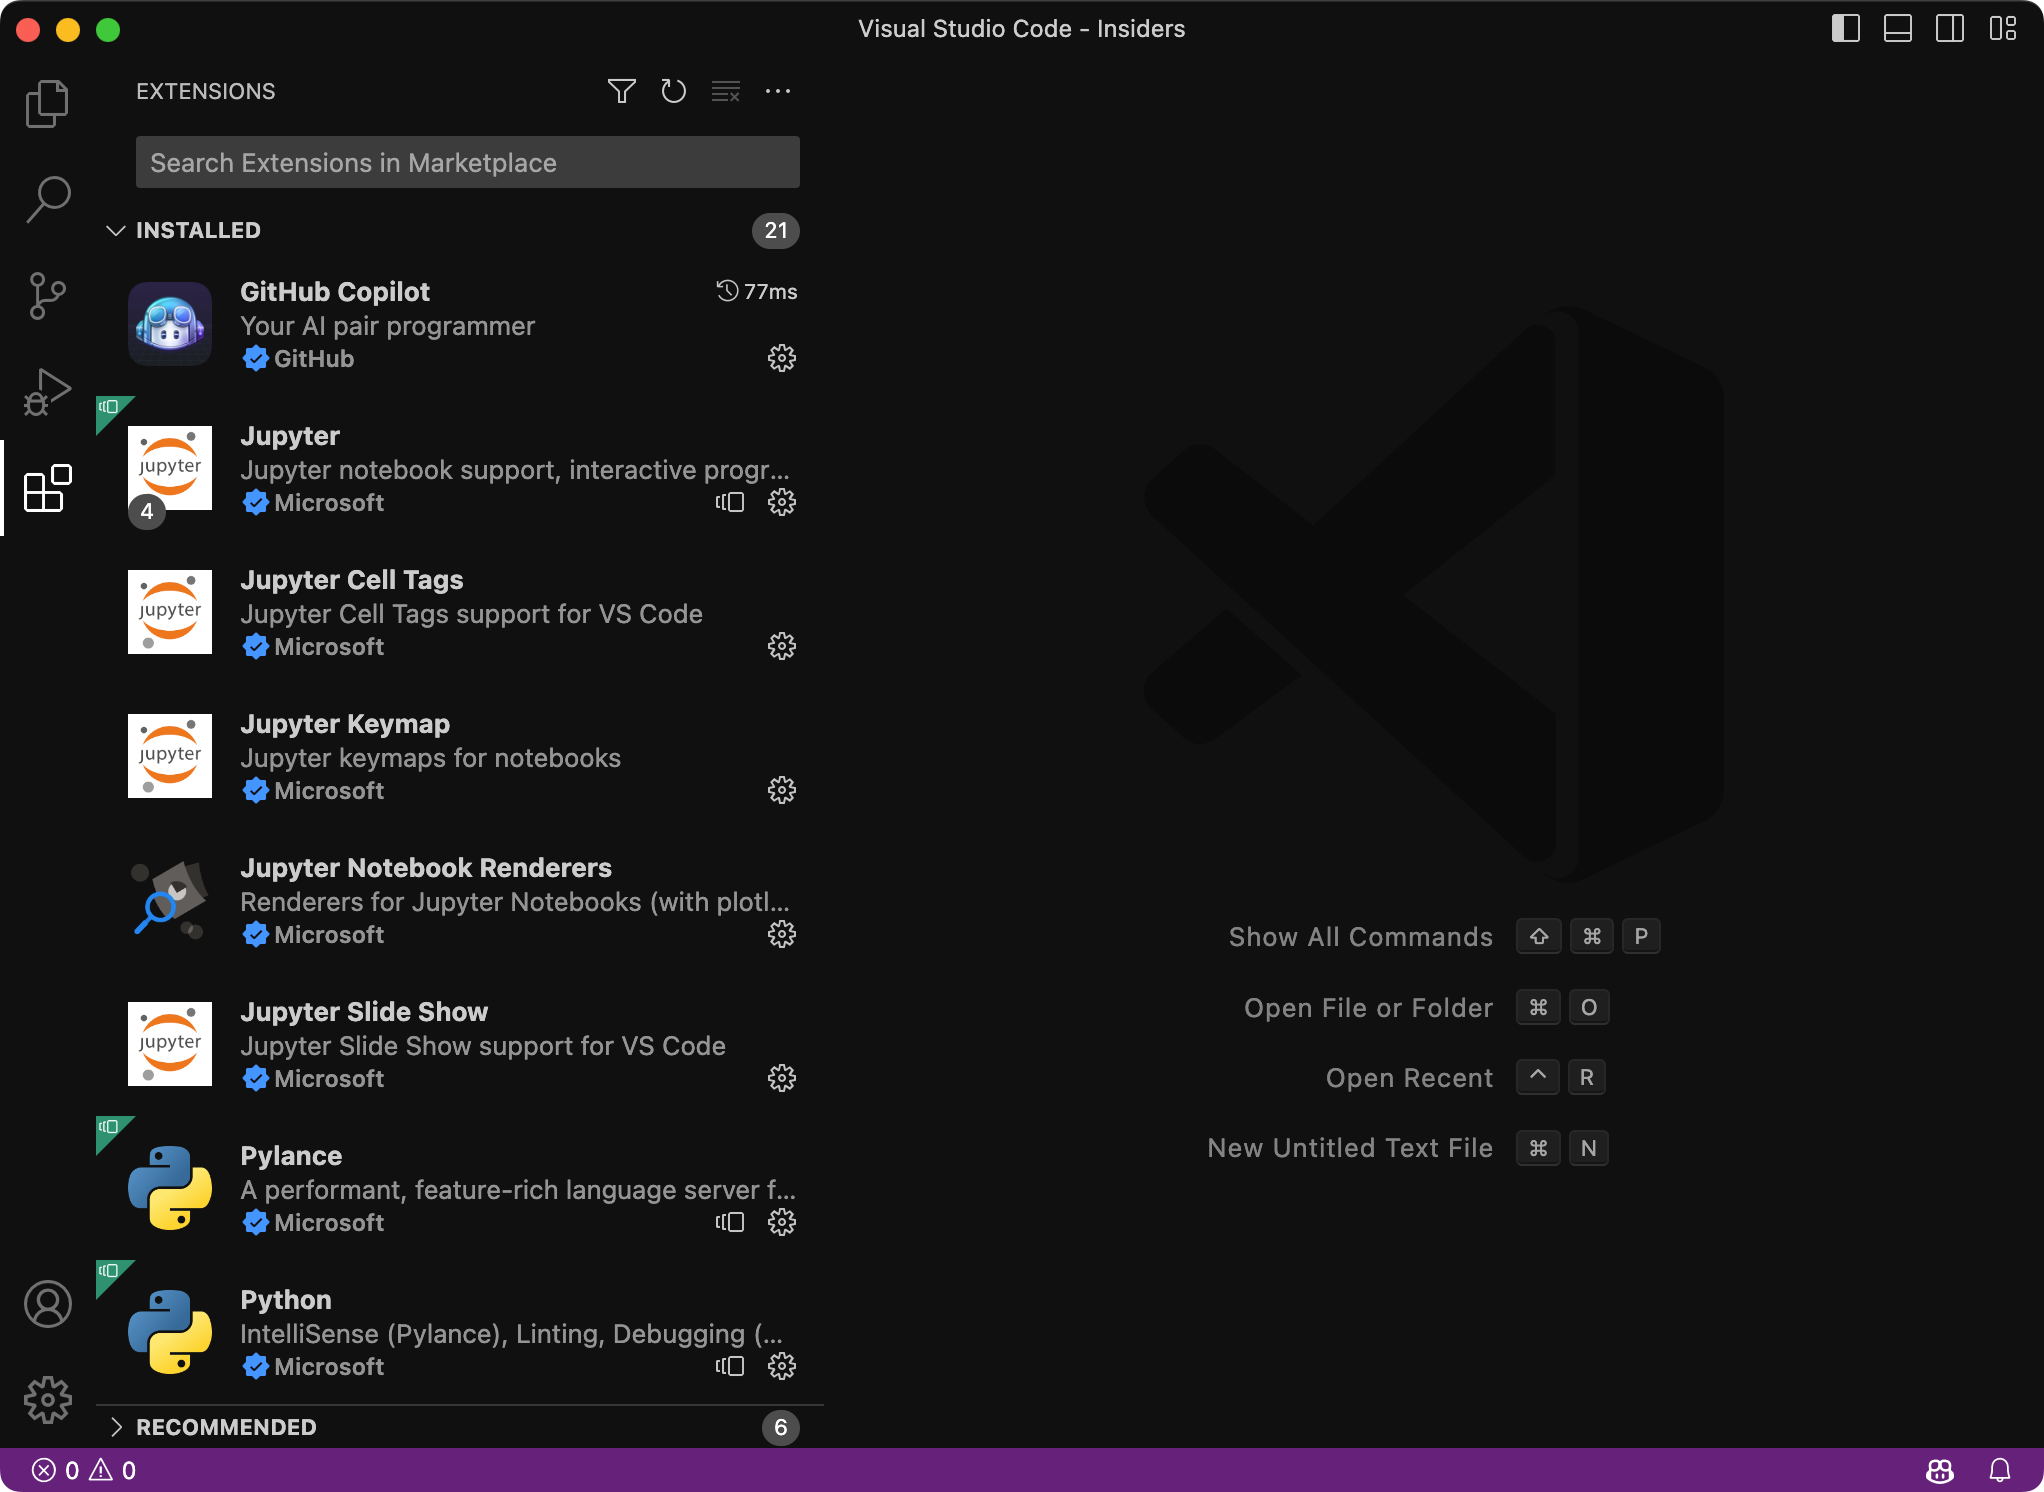 Visual Studio Code - Insiders
EXTENSIONS
Search Extensions in Marketplace
INSTALLED 21
GitHub Copilot 77ms
Your AI pair programmer
GitHub
Jupyter
Jupyter notebook support, interactive progr...
Microsoft
jupyter
4
Jupyter Cell Tags
Jupyter Cell Tags support for VS Code
Microsoft
jupyter
Jupyter Keymap
Jupyter keymaps for notebooks
Microsoft
jupyter
Jupyter Notebook Renderers
Renderers for Jupyter Notebooks (with plotl...
Microsoft
Jupyter Slide Show
Jupyter Slide Show support for VS Code
Microsoft
jupyter
Pylance
A performant, feature-rich language server f...
Microsoft
Python
IntelliSense (Pylance), Linting, Debugging (...
Microsoft
RECOMMENDED 6
Show All Commands ⇧ ⌘ P
Open File or Folder ⌘ O
Open Recent ^ R
New Untitled Text File ⌘ N
0 0